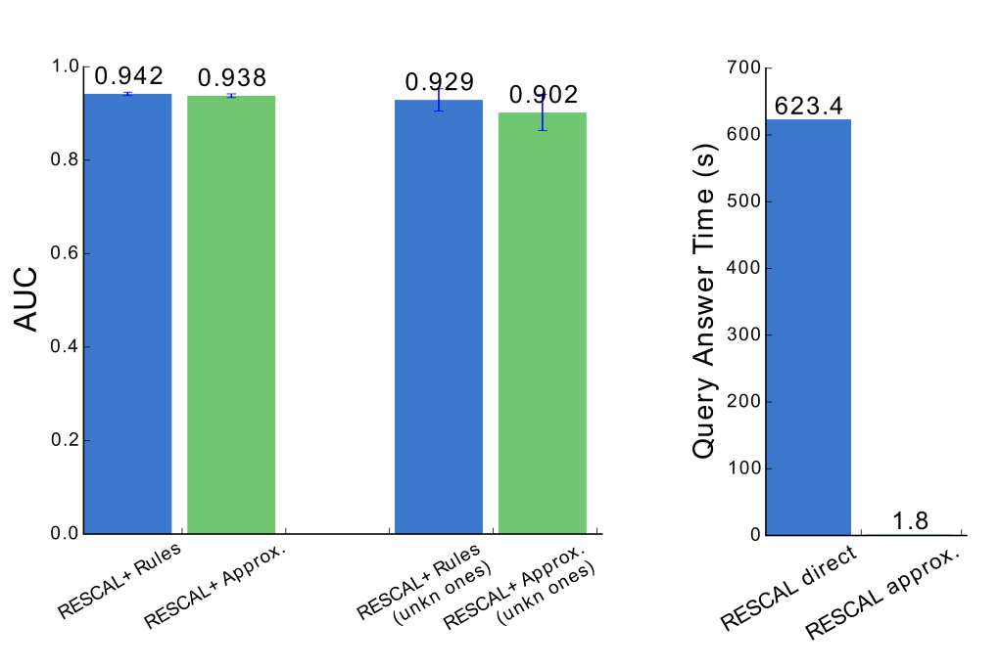 AUC
1.0
0.8
0.6
0.4
0.2
0.0
0.942
0.938
0.929
0.902
RESCAL+ Rules
RESCAL+ Approx.
RESCAL+ Rules
(unkn ones)
RESCAL+ Approx.
(unkn ones)
Query Answer Time (s)
700
600
500
400
300
200
100
0
623.4
1.8
RESCAL direct
RESCAL approx.